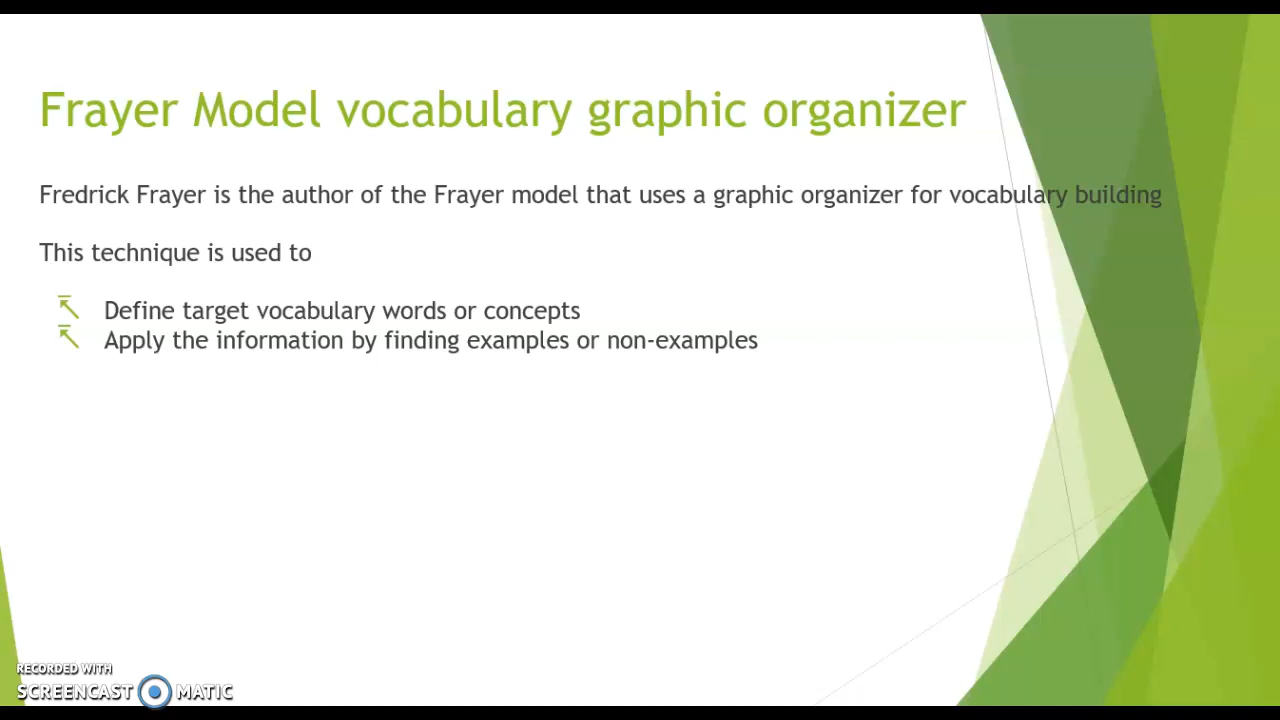 Frayer Model vocabulary graphic organizer
Fredrick Frayer is the author of the Frayer model that uses a graphic organizer for vocabulary building
This technique is used to
Define target vocabulary words or concepts
Apply the information by finding examples or non-examples
RECORDED WITH
SCREENCAST MATIC